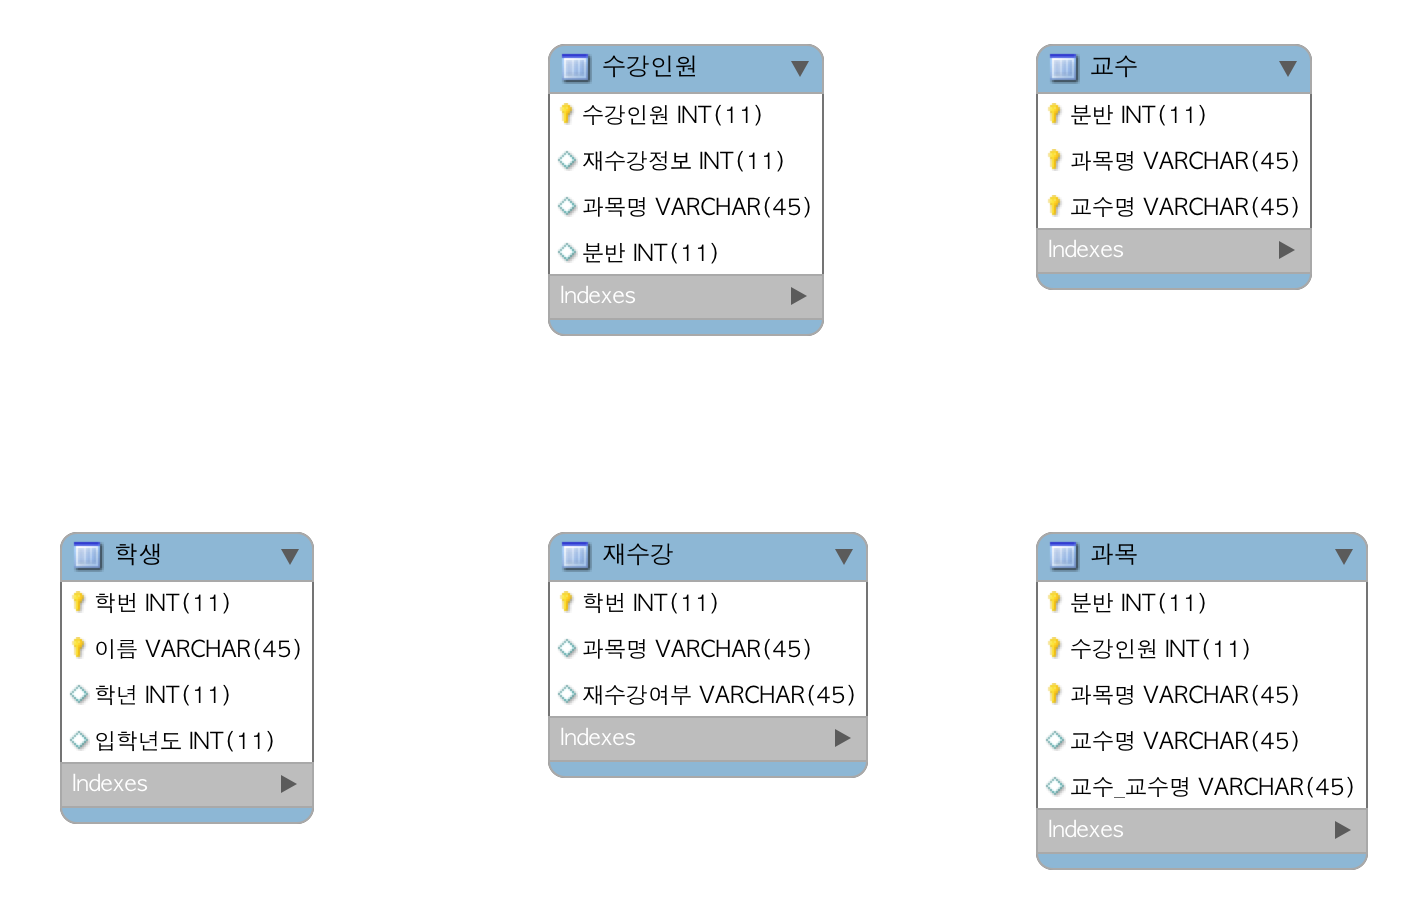 수강인원
수강인원 INT(11)
재수강정보 INT(11)
과목명 VARCHAR(45)
분반 INT(11)
Indexes
교수
분반 INT(11)
과목명 VARCHAR(45)
교수명 VARCHAR(45)
Indexes
학생
학번 INT(11)
이름 VARCHAR(45)
학년 INT(11)
입학년도 INT(11)
Indexes
재수강
학번 INT(11)
과목명 VARCHAR(45)
재수강여부 VARCHAR(45)
Indexes
과목
분반 INT(11)
수강인원 INT(11)
과목명 VARCHAR(45)
교수명 VARCHAR(45)
교수_교수명 VARCHAR(45)
Indexes